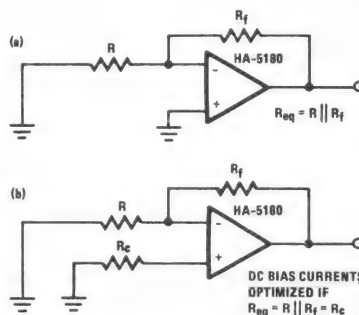 (a)
Rf
R
HA-5180
-
+
Req = R || Rf
(b)
Rf
R
HA-5180
-
Rc
+
DC BIAS CURRENTS
OPTIMIZED IF
Req = R || Rf = Rc